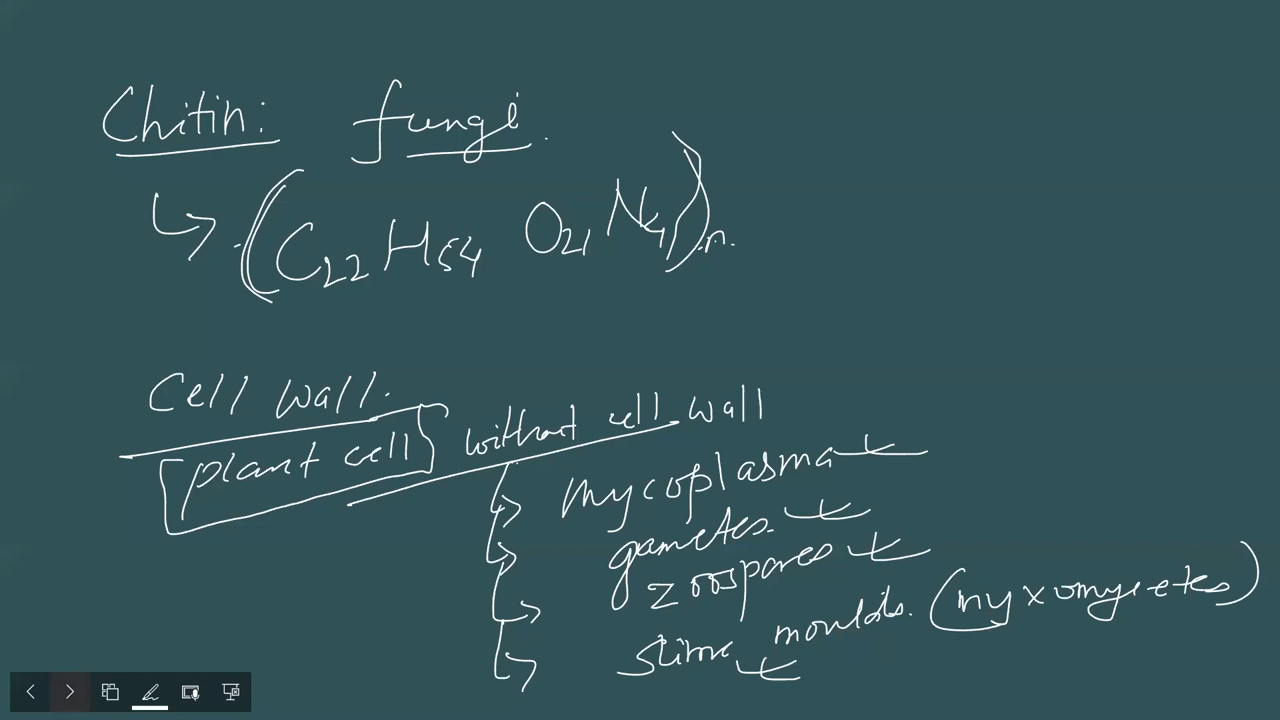 Chitin: fungi.
(C22 H54 O21 N4)n.
Cell wall.
plant cell without cell wall
mycoplasma
gametes.
zoospores
slime moulds. (myxomycetes)